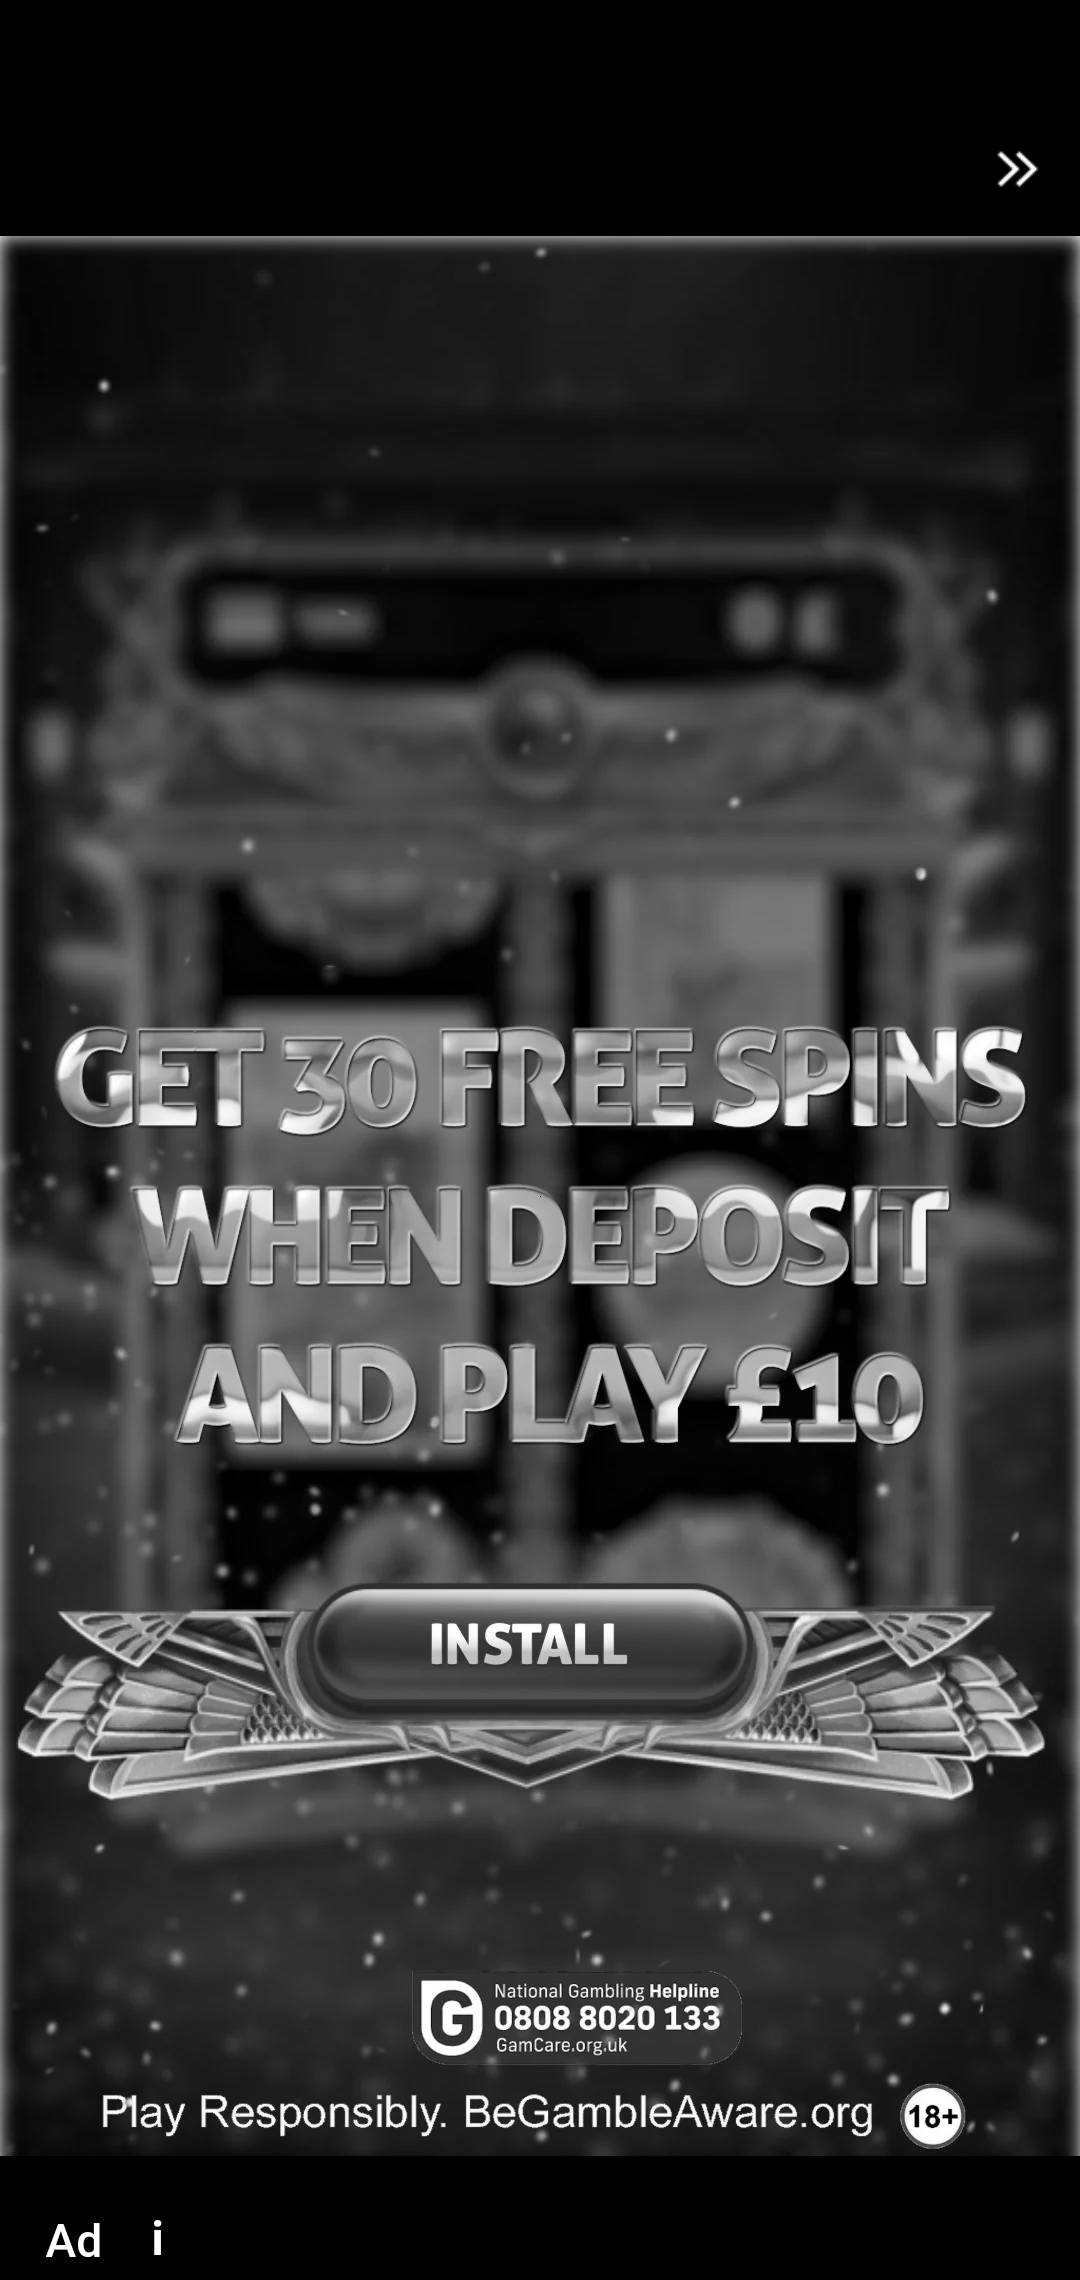 GET 30 FREE SPINS
WHEN DEPOSIT
AND PLAY £10
INSTALL
National Gambling Helpline
0808 8020 133
GamCare.org.uk
Play Responsibly. BeGambleAware.org 18+
Ad i